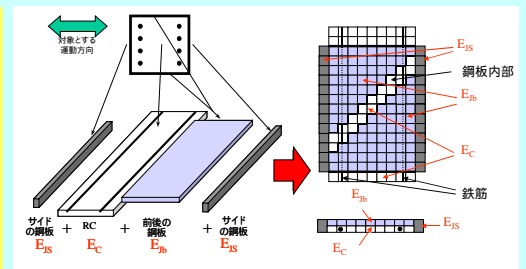 対象とする
運動方向
サイド
の鋼板
E_JS
+
RC
E_C
+
前後の
鋼板
E_Jb
+
サイド
の鋼板
E_JS
E_JS
鋼板内部
E_Jb
E_C
鉄筋
E_Jb
E_JS
E_C